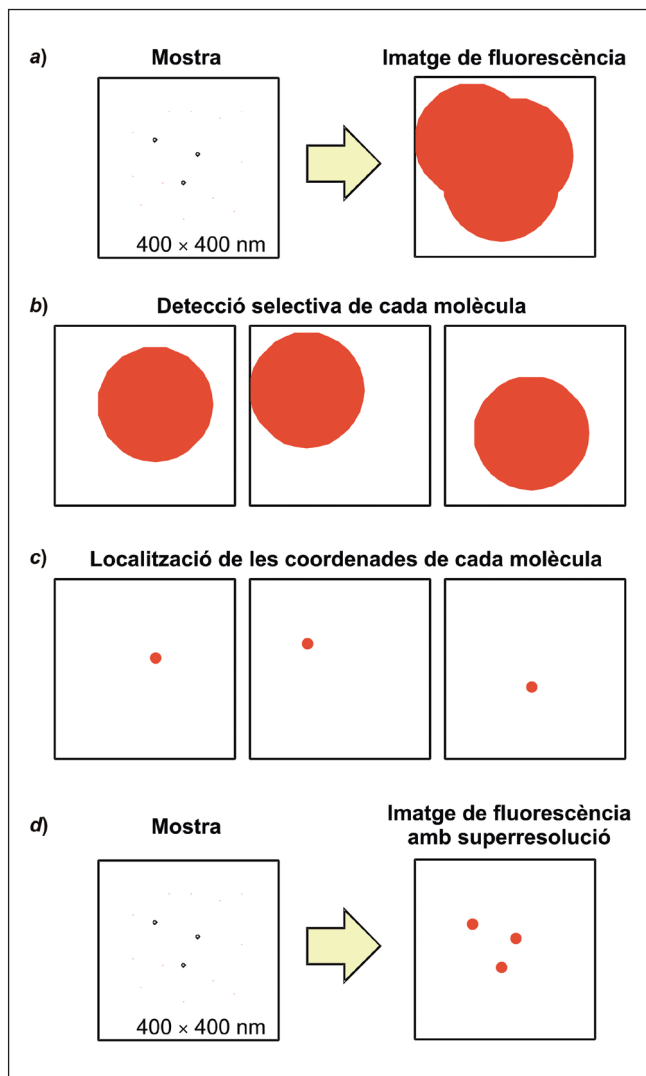 a)
Mostra
Imatge de fluorescència
400 × 400 nm
b)
Detecció selectiva de cada molècula
c)
Localització de les coordenades de cada molècula
d)
Mostra
Imatge de fluorescència
amb superresolució
400 × 400 nm